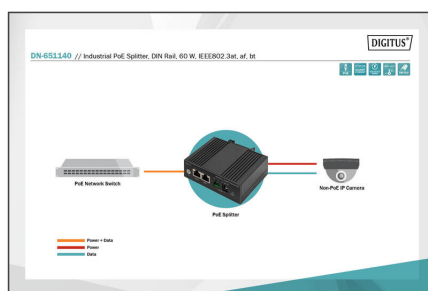 DIGITUS®
DN-651140 // Industrial PoE Splitter, DIN Rail, 60 W, IEEE802.3at, af, bt
PoE Network Switch
PoE Splitter
Non-PoE IP Camera
Power + Data
Power
Data